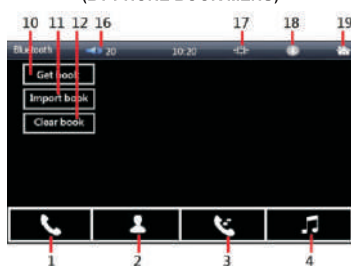 (BT PHONE BOOK MENU)
10 11 12 16 17 18 19
Bluetooth 20 10:20
Get book
Import book
Clear book
1 2 3 4